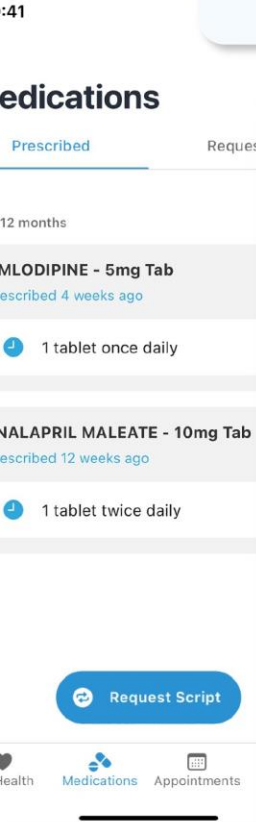 :41
edications
Prescribed Reques
12 months
MLODIPINE - 5mg Tab
escribed 4 weeks ago
1 tablet once daily
NALAPRIL MALEATE - 10mg Tab
escribed 12 weeks ago
1 tablet twice daily
Request Script
Health Medications Appointments